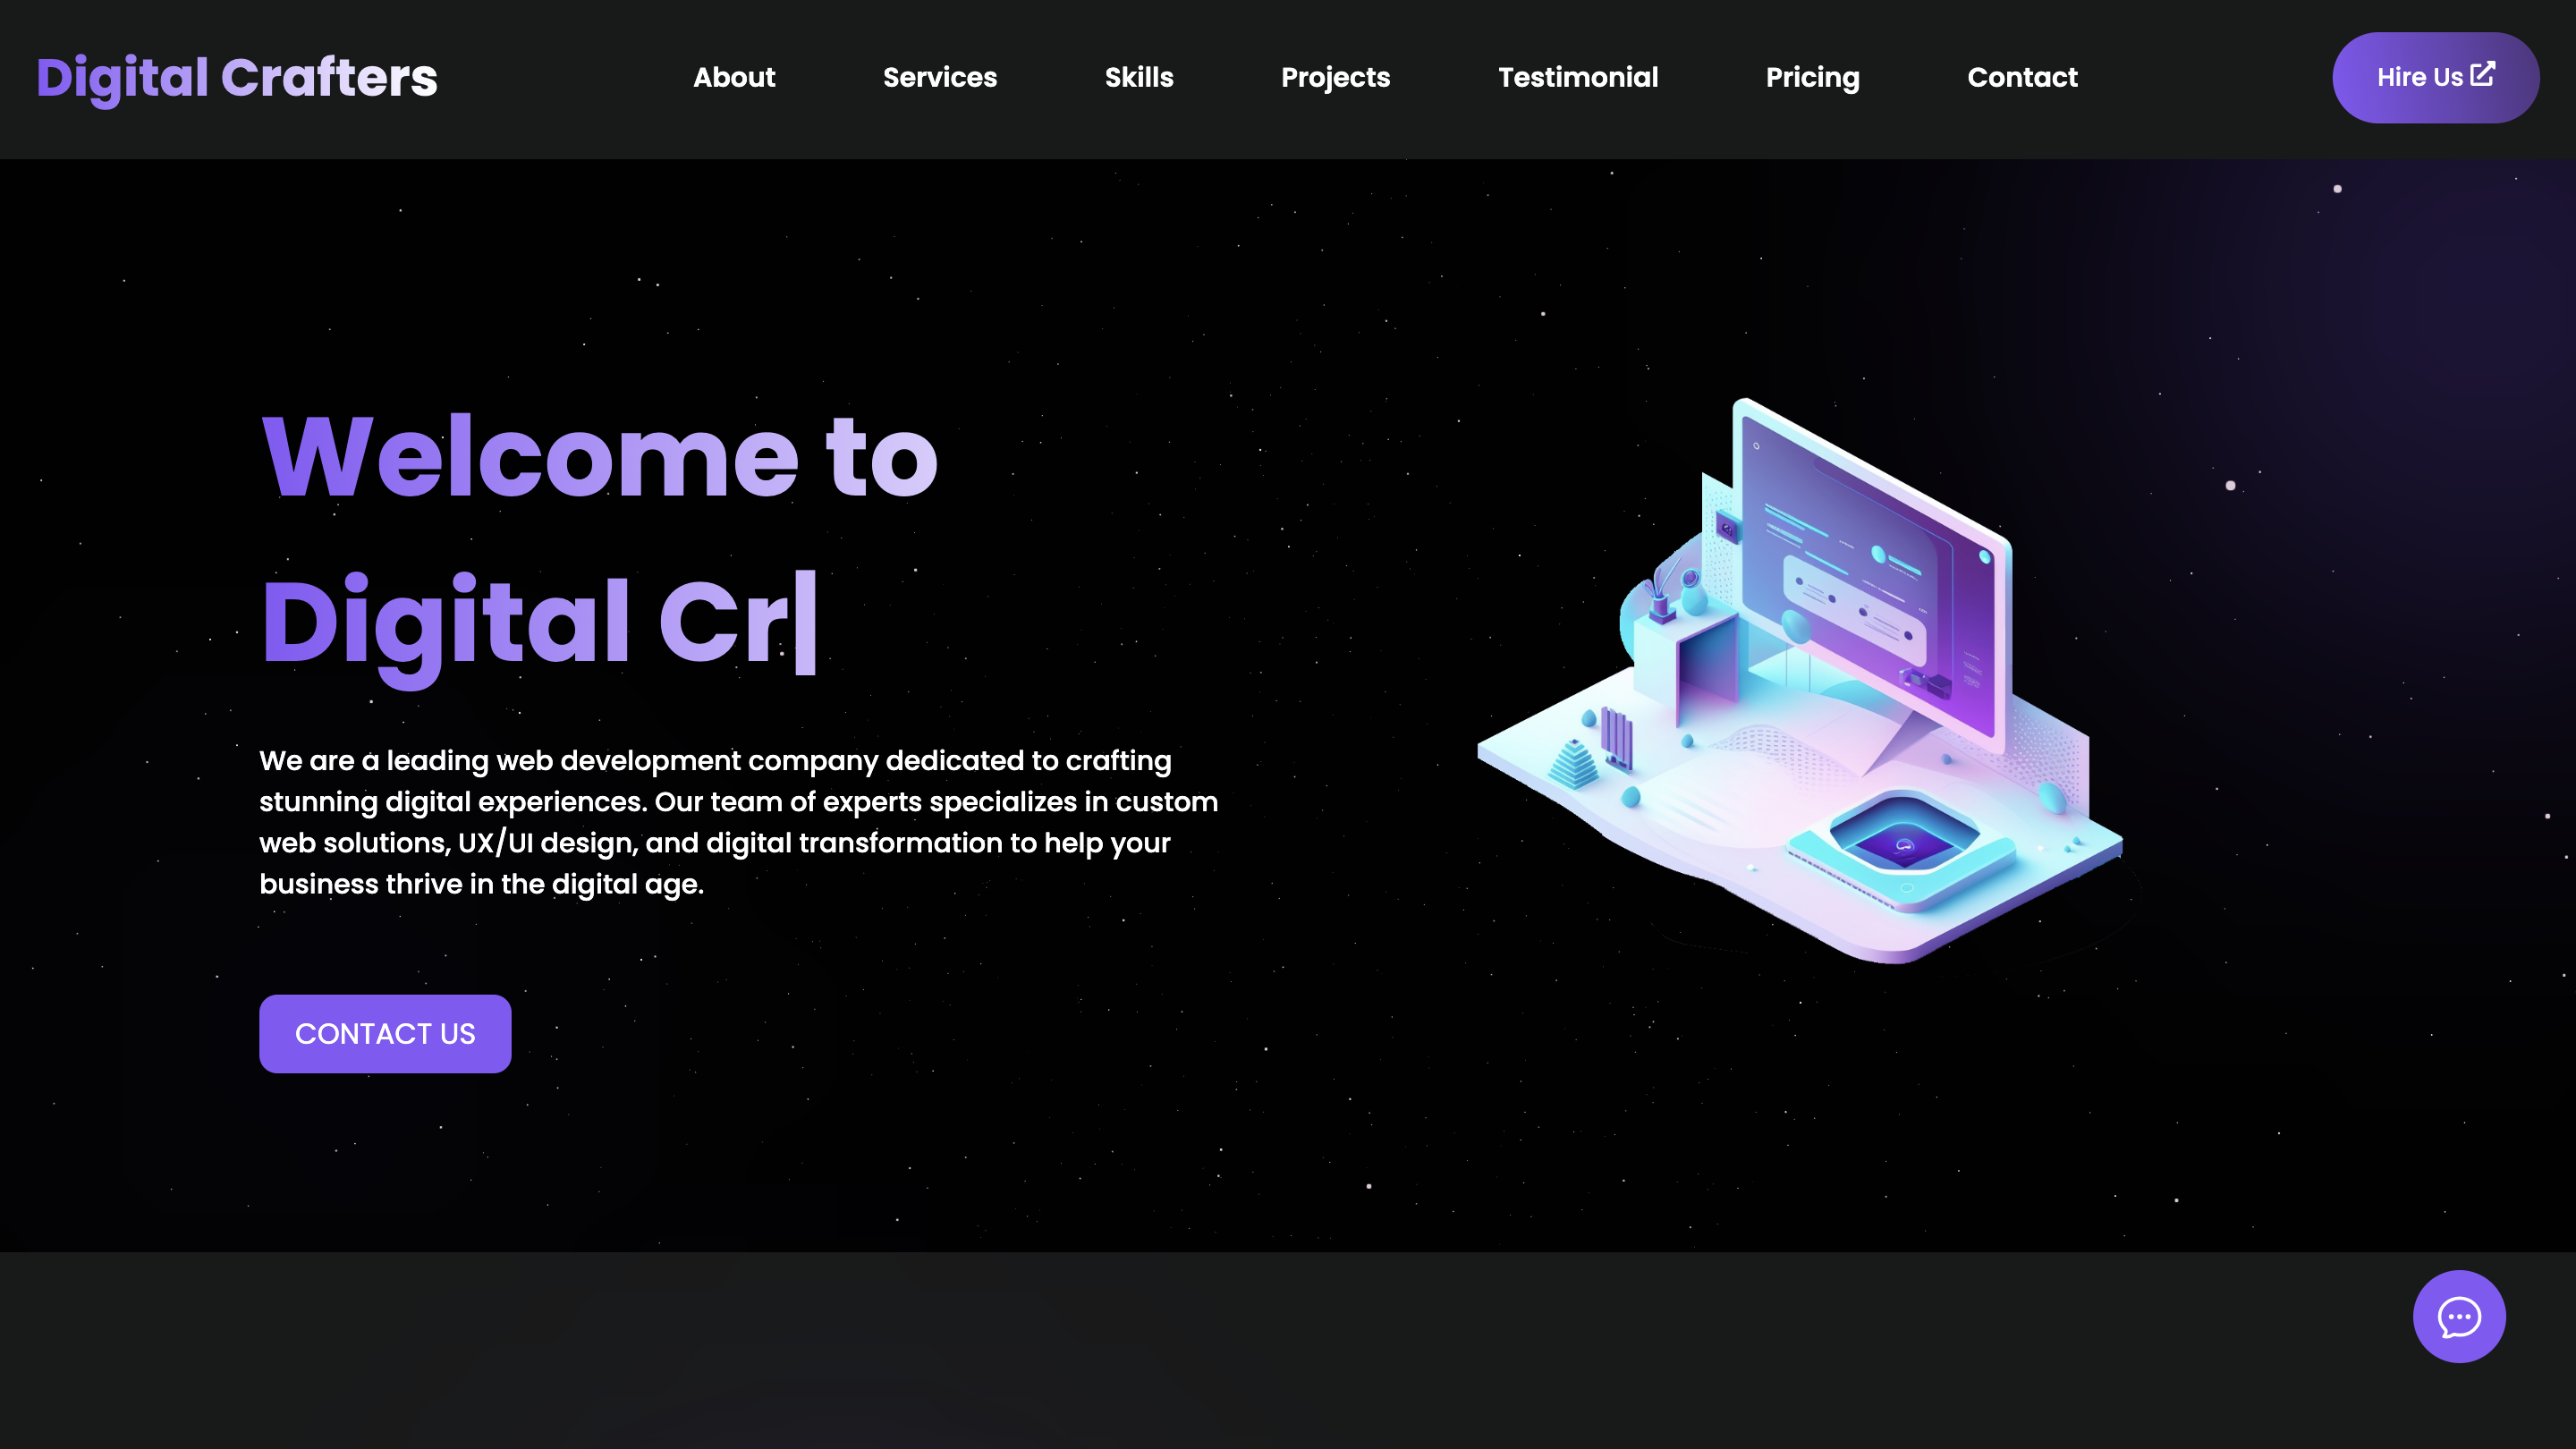 Digital Crafters
About
Services
Skills
Projects
Testimonial
Pricing
Contact
Hire Us
Welcome to
Digital Cr|
We are a leading web development company dedicated to crafting
stunning digital experiences. Our team of experts specializes in custom
web solutions, UX/UI design, and digital transformation to help your
business thrive in the digital age.
CONTACT US